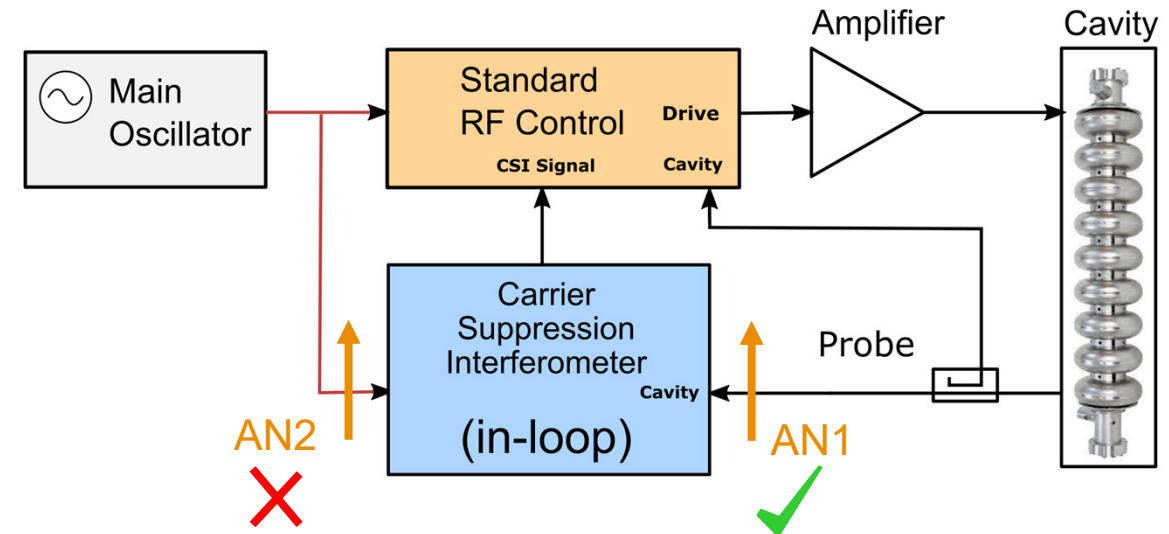 Amplifier
Cavity
Main
Oscillator
Standard
RF Control
Drive
CSI Signal
Cavity
Carrier
Suppression
Interferometer
Cavity
(in-loop)
Probe
AN2
AN1